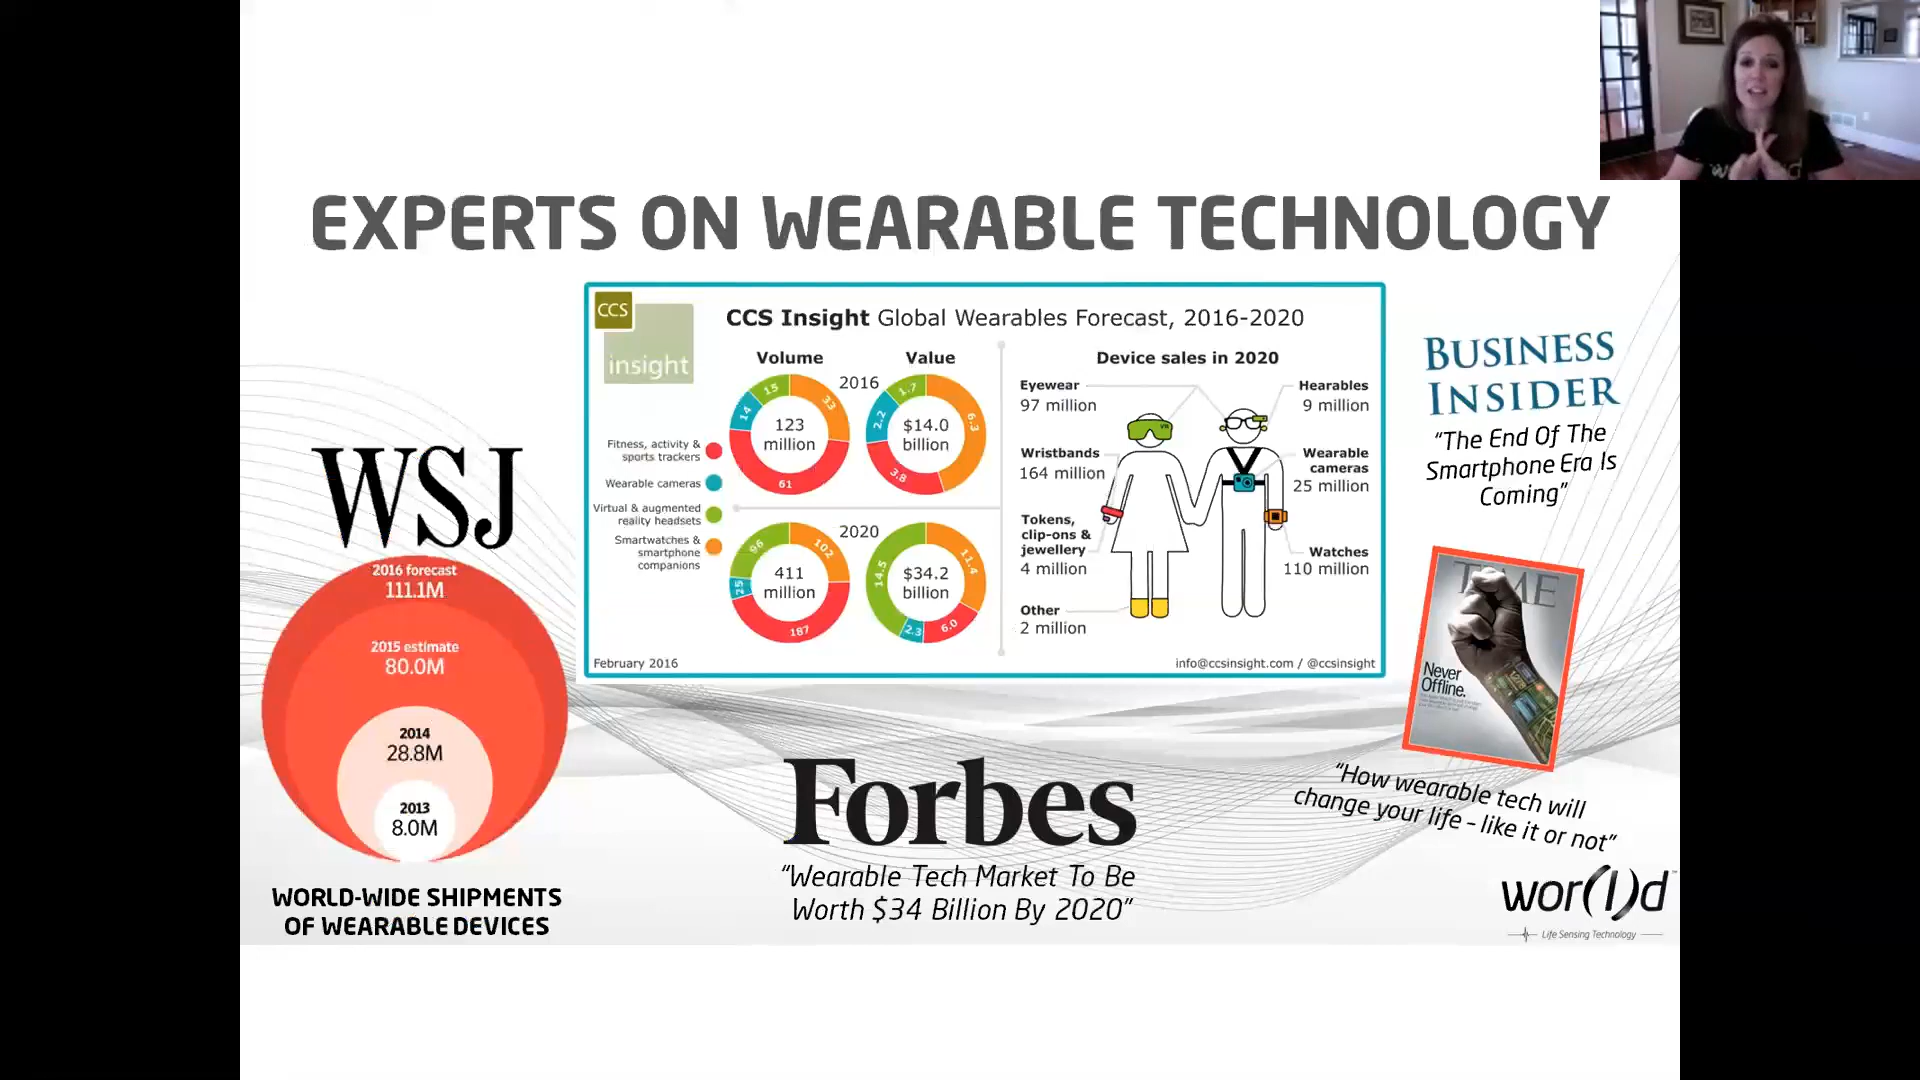 EXPERTS ON WEARABLE TECHNOLOGY
CCS
insight
CCS Insight Global Wearables Forecast, 2016-2020
Volume
Value
2016
15
33
14
61
123
million
1.7
6.3
2.2
3.8
$14.0
billion
Fitness, activity &
sports trackers
Wearable cameras
Virtual & augmented
reality headsets
Smartwatches &
smartphone
companions
2020
96
102
25
187
411
million
14.5
11.4
2.3
6.0
$34.2
billion
February 2016
Device sales in 2020
Eyewear
97 million
Wristbands
164 million
Tokens,
clip-ons &
jewellery
4 million
Other
2 million
Hearables
9 million
Wearable
cameras
25 million
Watches
110 million
VR
info@ccsinsight.com / @ccsinsight
WSJ
2016 forecast
111.1M
2015 estimate
80.0M
2014
28.8M
2013
8.0M
WORLD-WIDE SHIPMENTS
OF WEARABLE DEVICES
Forbes
“Wearable Tech Market To Be
Worth $34 Billion By 2020”
BUSINESS
INSIDER
“The End Of The
Smartphone Era Is
Coming”
TIME
Never
Offline.
“How wearable tech will
change your life – like it or not”
wor(l)d
Life Sensing Technology